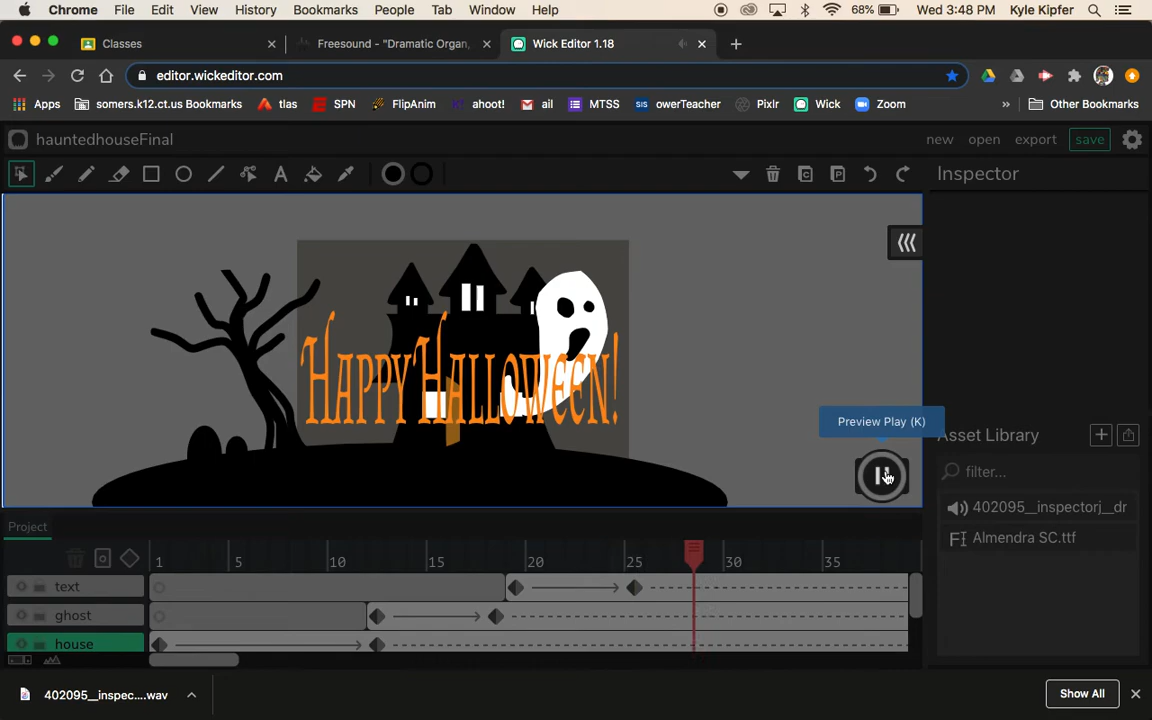 Chrome File Edit View History Bookmarks People Tab Window Help 68% Wed 3:48 PM Kyle Kipfer
Classes Freesound - "Dramatic Organ, Wick Editor 1.18
editor.wickeditor.com
Apps somers.k12.ct.us Bookmarks tlas SPN FlipAnim ahoot! ail MTSS SIS owerTeacher Pixlr Wick Zoom » Other Bookmarks
hauntedhouseFinal new open export save
Inspector
Happy Halloween!
Preview Play (K)
Asset Library
filter...
402095__inspectorj__dr
Almendra SC.ttf
Project
1 5 10 15 20 25 30 35
text
ghost
house
402095__inspec....wav Show All